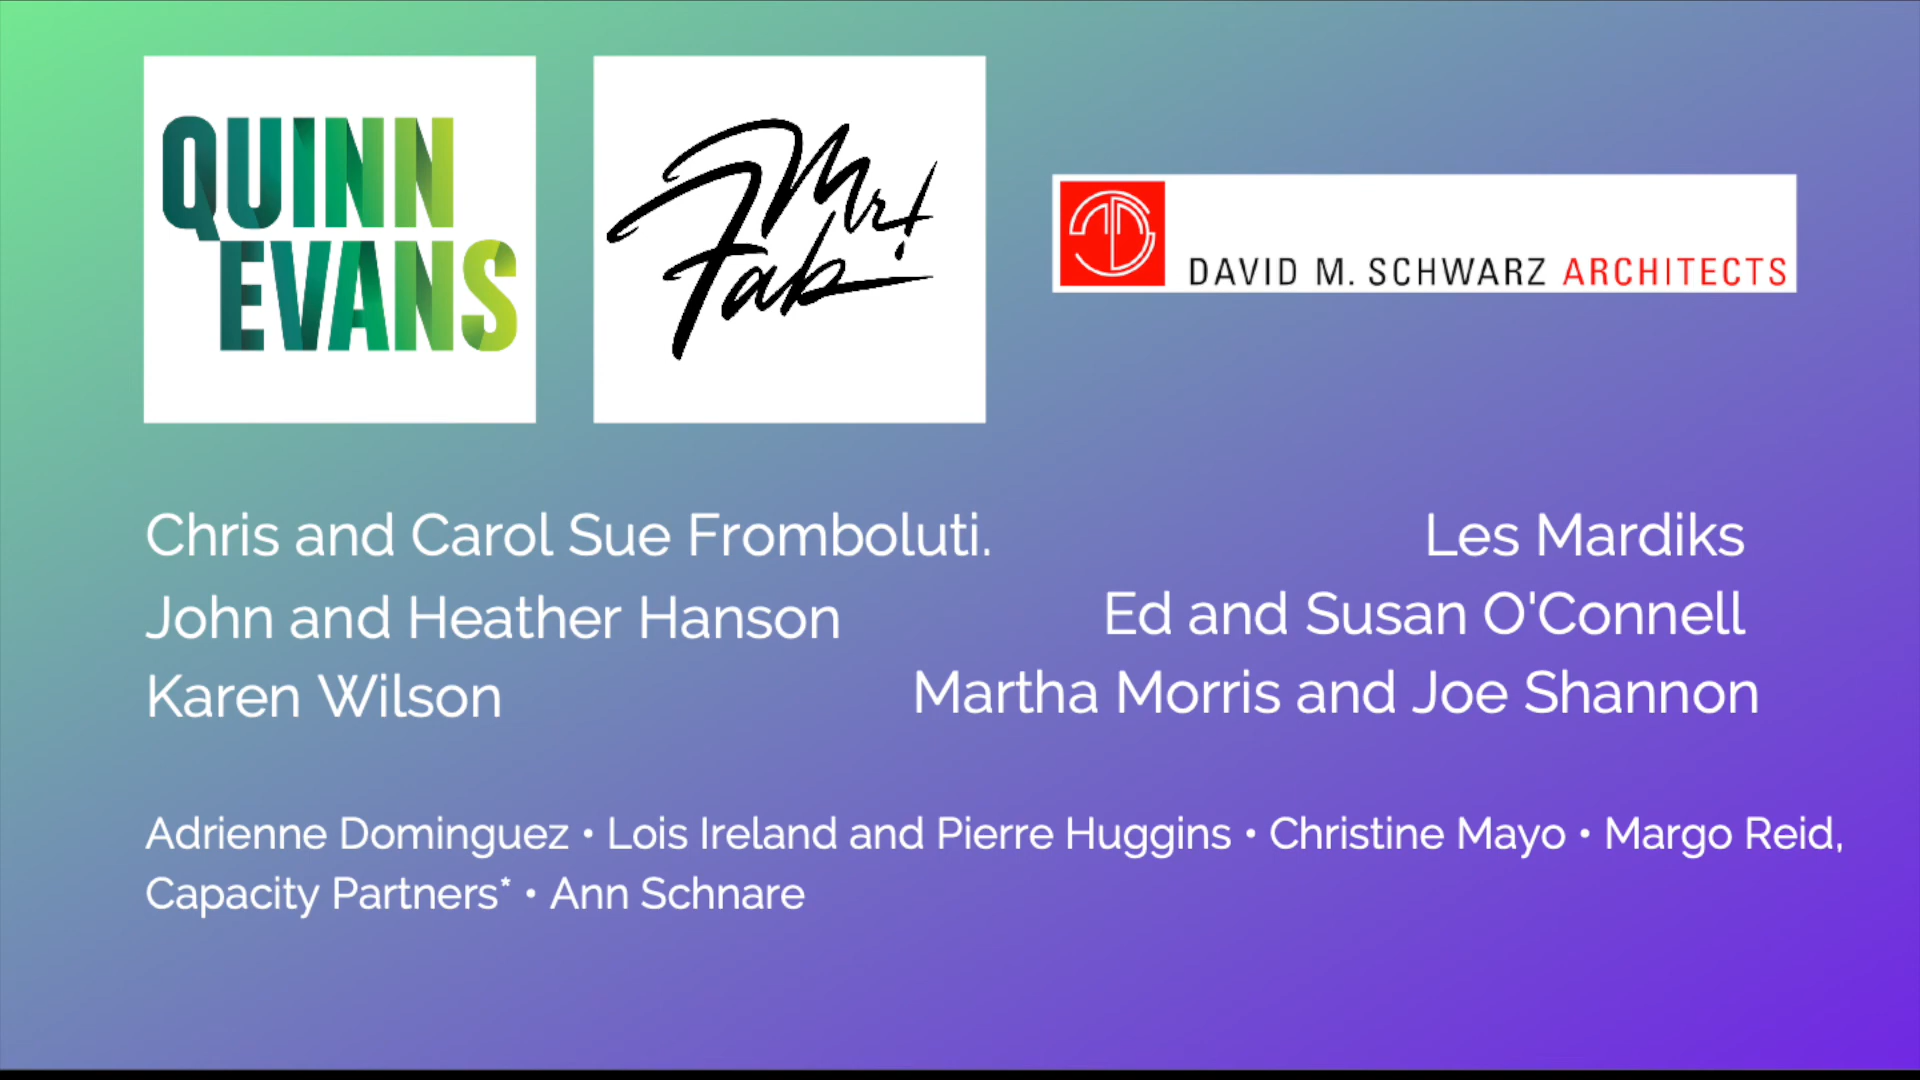 QUINN
EVANS
Mr.
Fab
DAVID M. SCHWARZ ARCHITECTS
Chris and Carol Sue Fromboluti.
John and Heather Hanson
Karen Wilson
Les Mardiks
Ed and Susan O'Connell
Martha Morris and Joe Shannon
Adrienne Dominguez • Lois Ireland and Pierre Huggins • Christine Mayo • Margo Reid,
Capacity Partners* • Ann Schnare